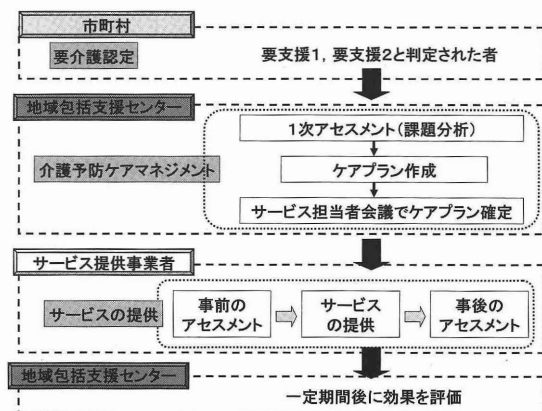 市町村
要介護認定
要支援1，要支援2と判定された者
地域包括支援センター
1次アセスメント(課題分析)
介護予防ケアマネジメント
ケアプラン作成
サービス担当者会議でケアプラン確定
サービス提供事業者
サービスの提供
事前の
アセスメント
サービス
の提供
事後の
アセスメント
地域包括支援センター
一定期間後に効果を評価